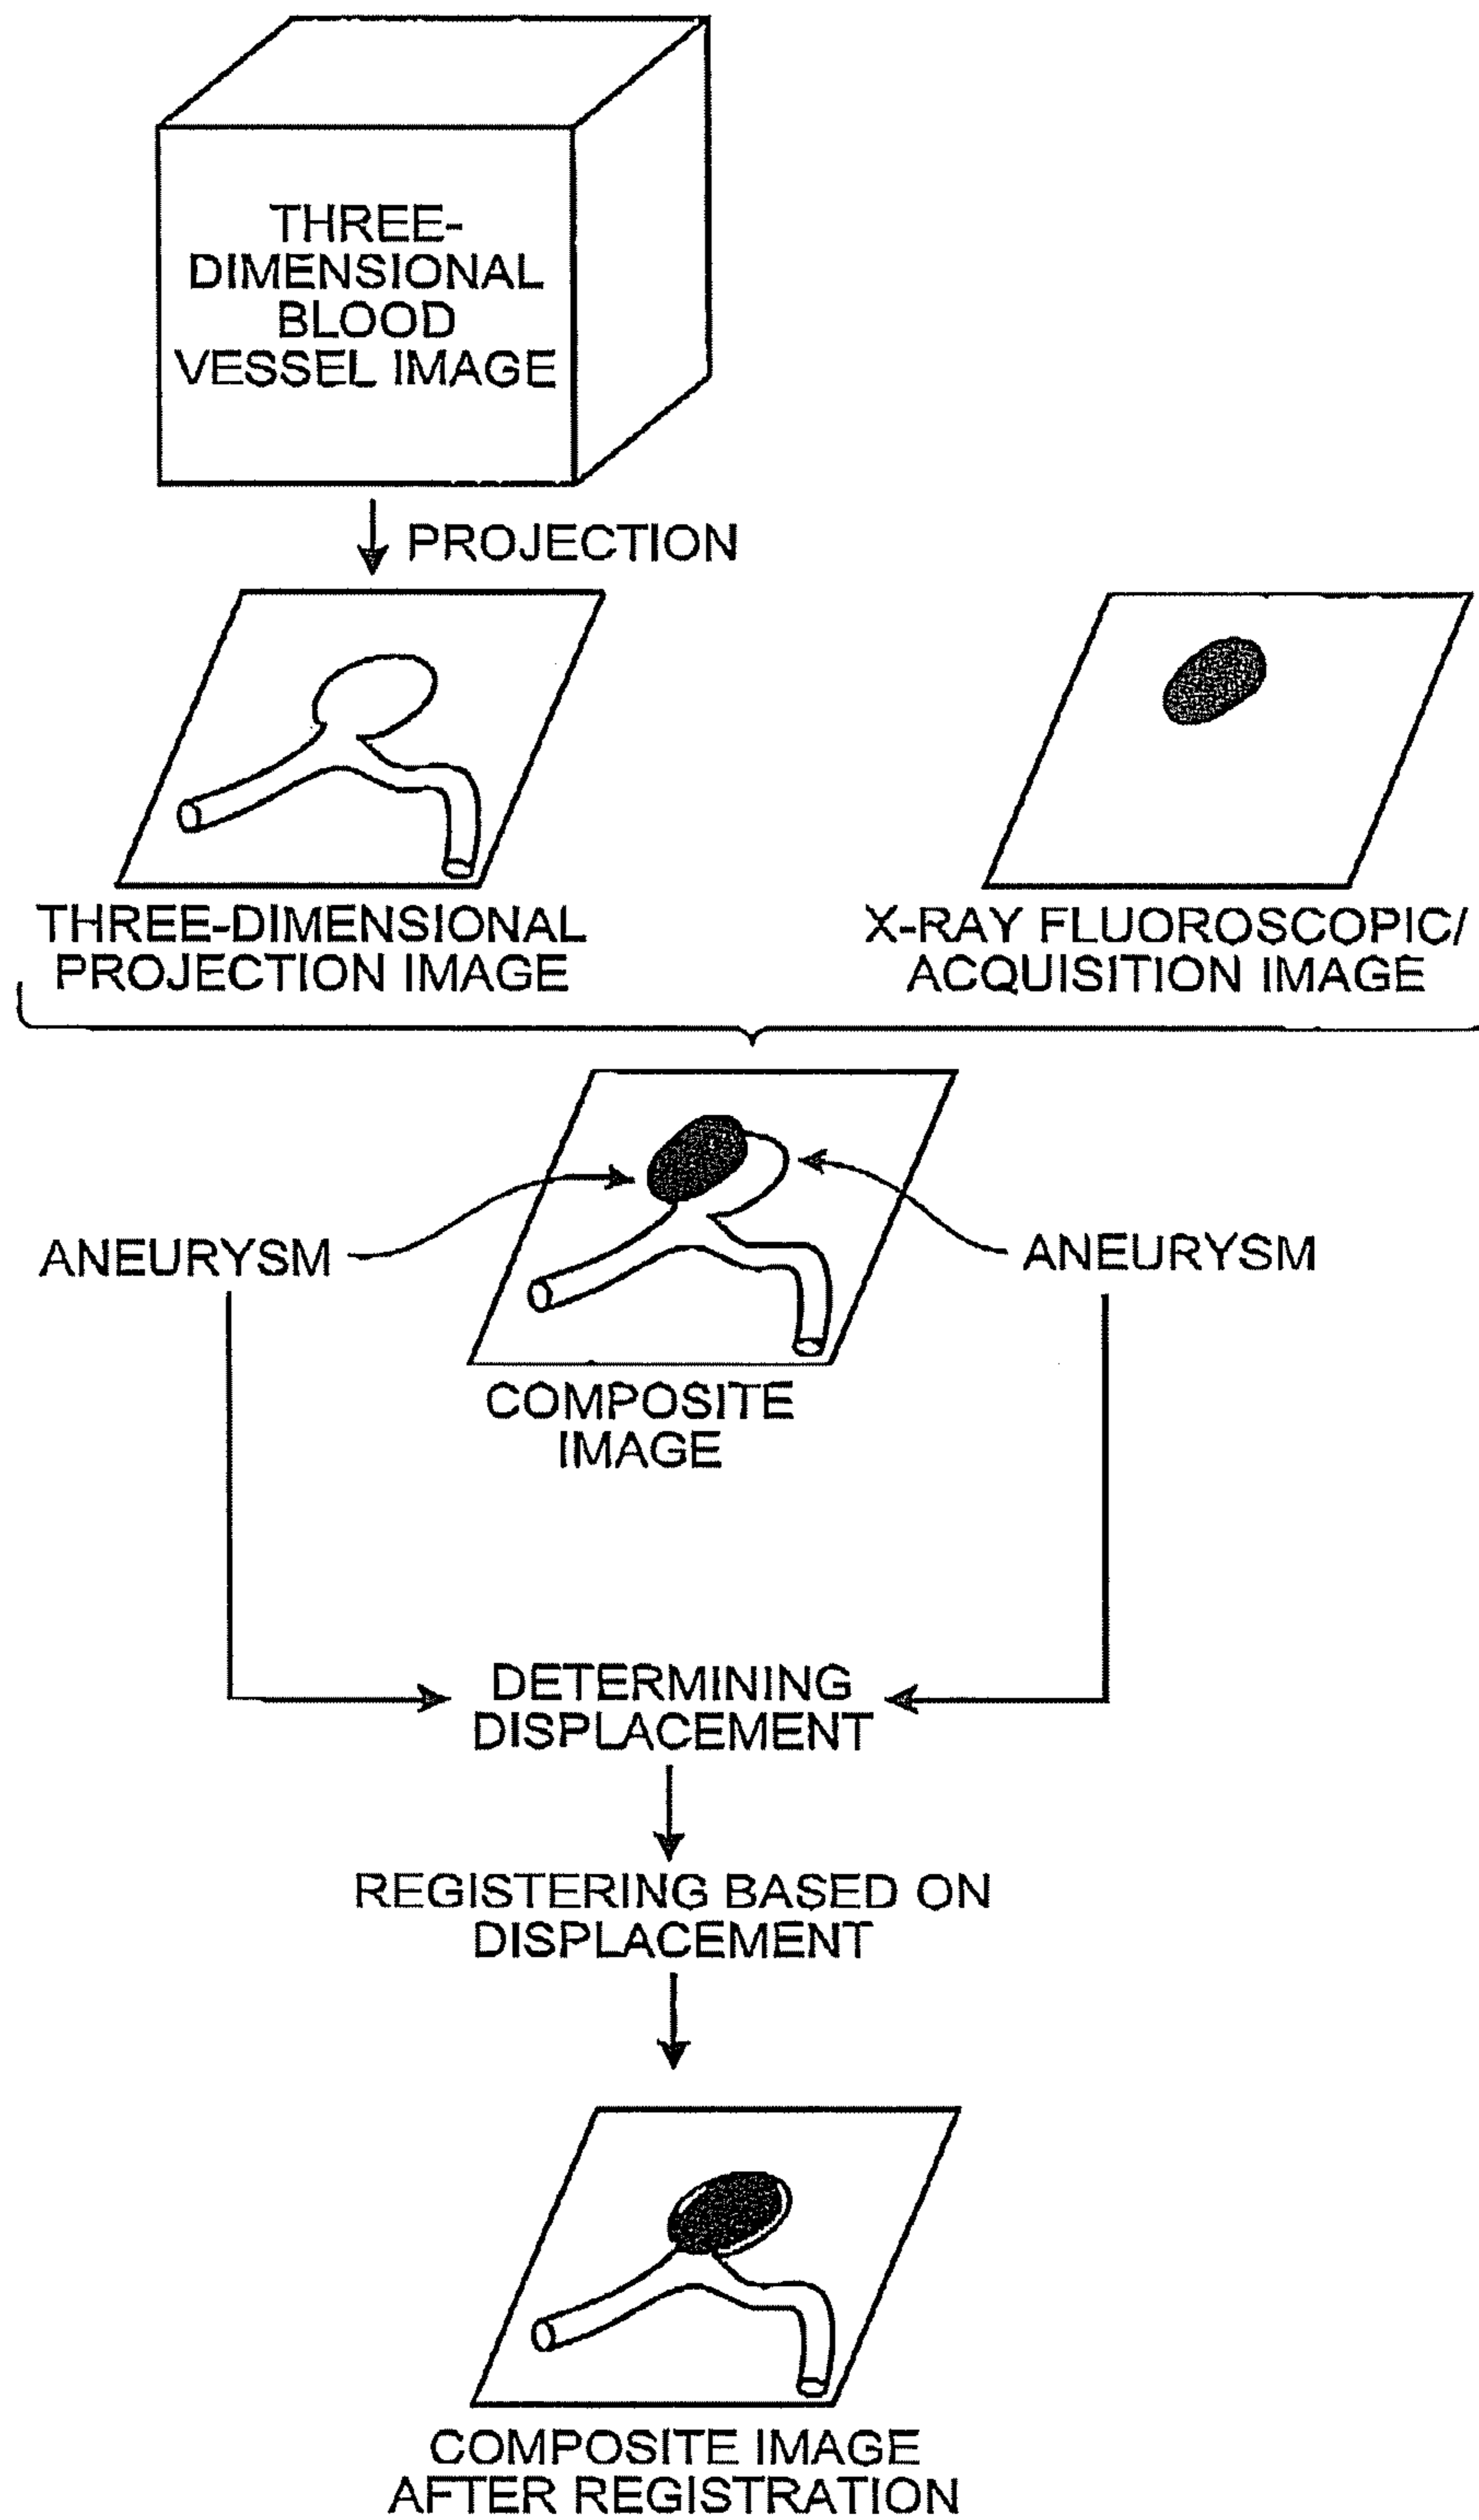 THREE-
DIMENSIONAL
BLOOD
VESSEL IMAGE
PROJECTION
THREE-DIMENSIONAL
PROJECTION IMAGE
X-RAY FLUOROSCOPIC/
ACQUISITION IMAGE
ANEURYSM
ANEURYSM
COMPOSITE
IMAGE
DETERMINING
DISPLACEMENT
REGISTERING BASED ON
DISPLACEMENT
COMPOSITE IMAGE
AFTER REGISTRATION